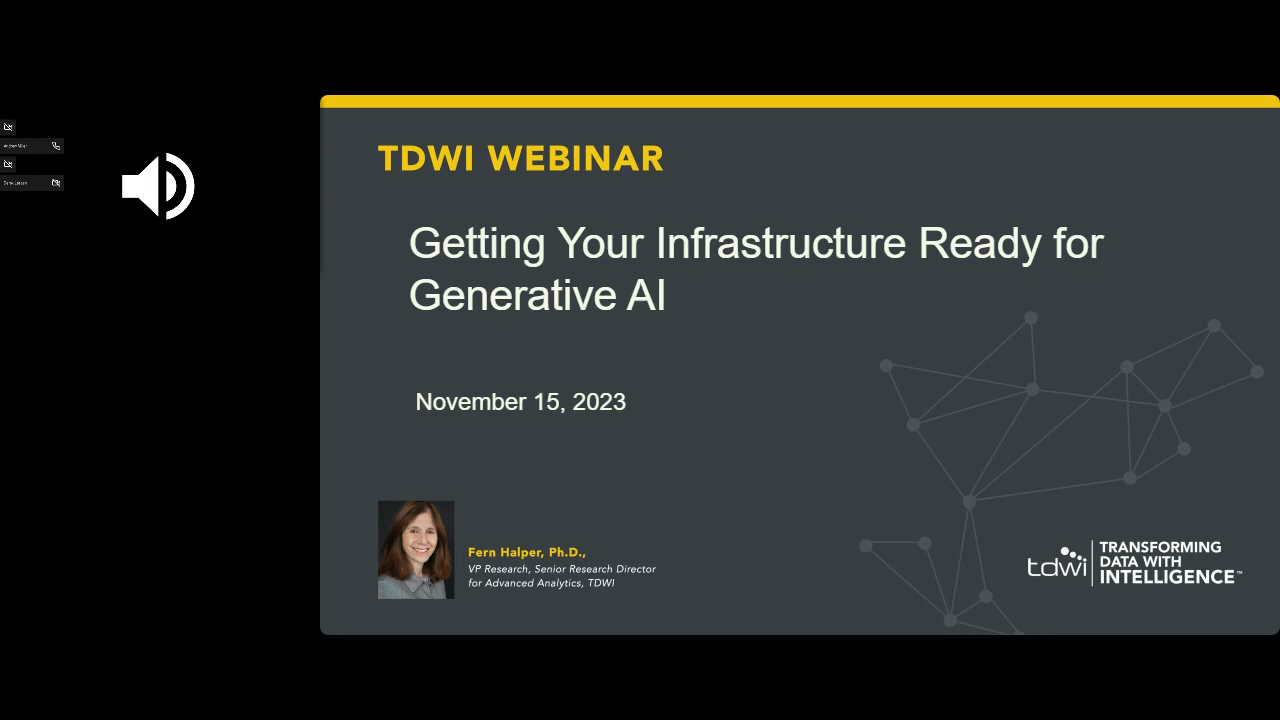 TDWI WEBINAR
Getting Your Infrastructure Ready for
Generative AI
November 15, 2023
Fern Halper, Ph.D.,
VP Research, Senior Research Director
for Advanced Analytics, TDWI
tdwi
TRANSFORMING
DATA WITH
INTELLIGENCE™